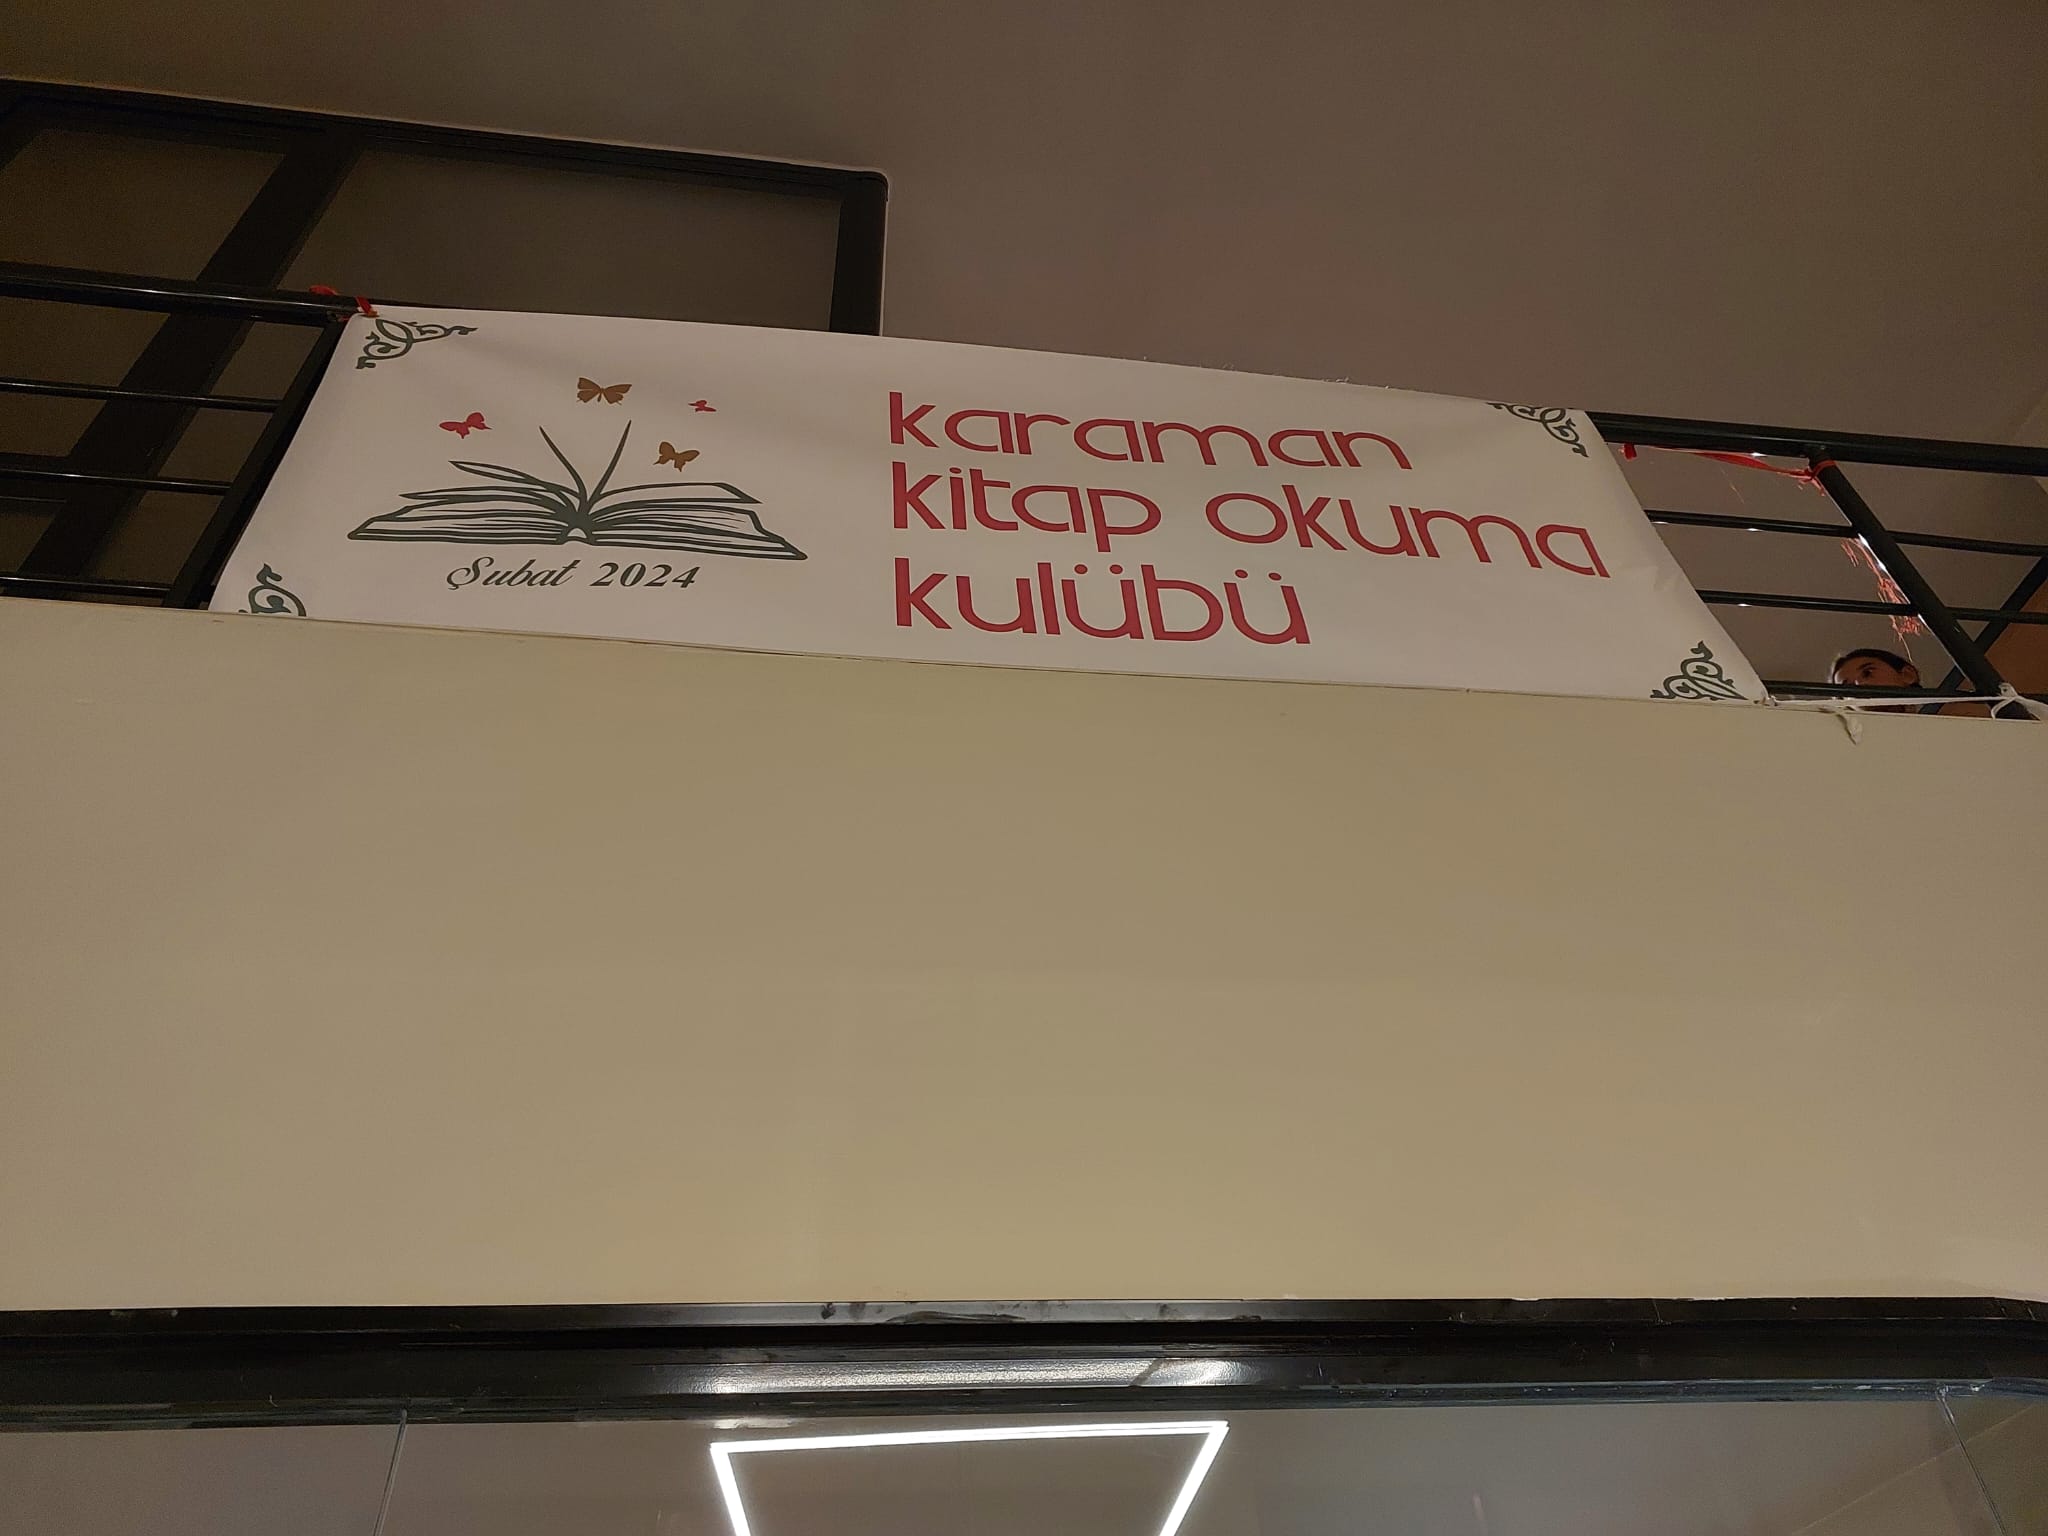 karaman
kitap okuma
kulübü
Şubat 2024